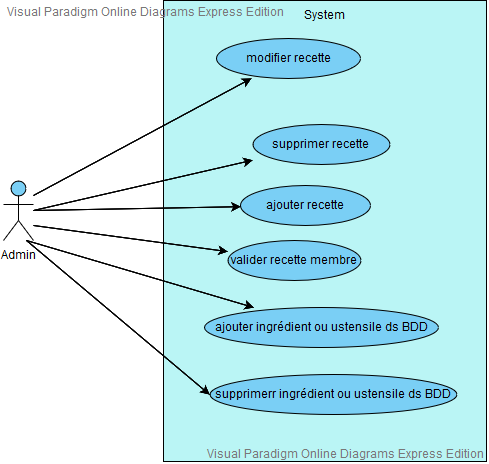 Visual Paradigm Online Diagrams Express Edition
System
modifier recette
supprimer recette
ajouter recette
Admin
valider recette membre
ajouter ingrédient ou ustensile ds BDD
supprimerr ingrédient ou ustensile ds BDD
Visual Paradigm Online Diagrams Express Edition